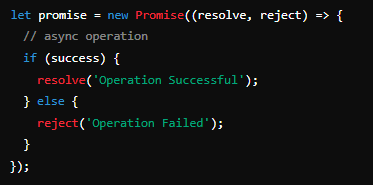 let promise = new Promise((resolve, reject) => {
  // async operation
  if (success) {
    resolve('Operation Successful');
  } else {
    reject('Operation Failed');
  }
});